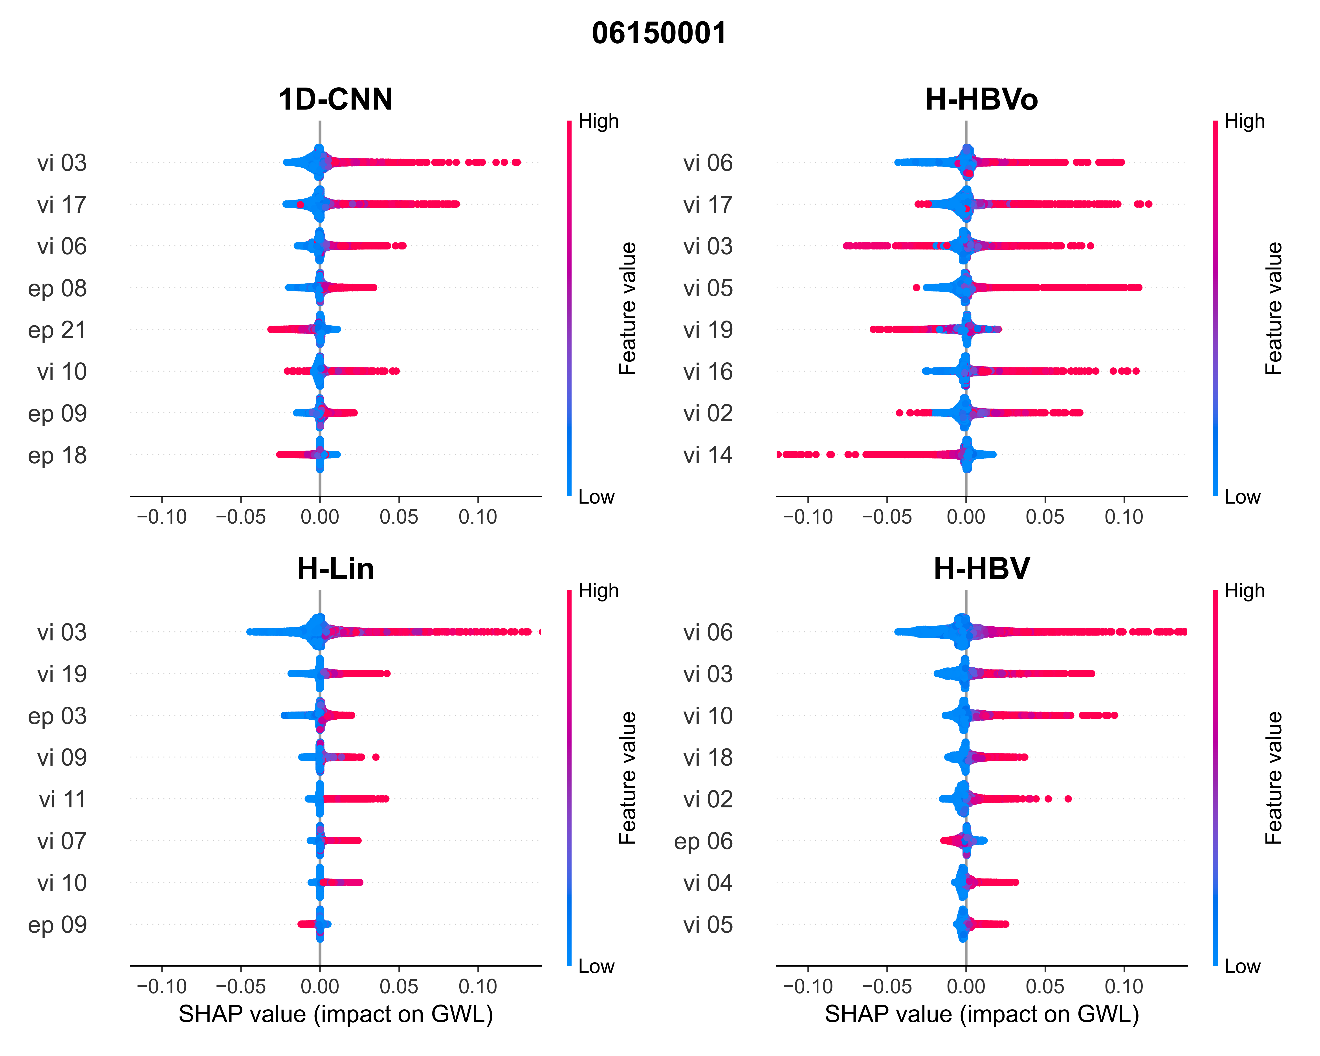 06150001
1D-CNN
High
vi 03
vi 17
vi 06
ep 08
ep 21
vi 10
ep 09
ep 18
Feature value
Low
−0.10 −0.05 0.00 0.05 0.10
H-HBVo
High
vi 06
vi 17
vi 03
vi 05
vi 19
vi 16
vi 02
vi 14
Feature value
Low
−0.10 −0.05 0.00 0.05 0.10
H-Lin
High
vi 03
vi 19
ep 03
vi 09
vi 11
vi 07
vi 10
ep 09
Feature value
Low
−0.10 −0.05 0.00 0.05 0.10
SHAP value (impact on GWL)
H-HBV
High
vi 06
vi 03
vi 10
vi 18
vi 02
ep 06
vi 04
vi 05
Feature value
Low
−0.10 −0.05 0.00 0.05 0.10
SHAP value (impact on GWL)